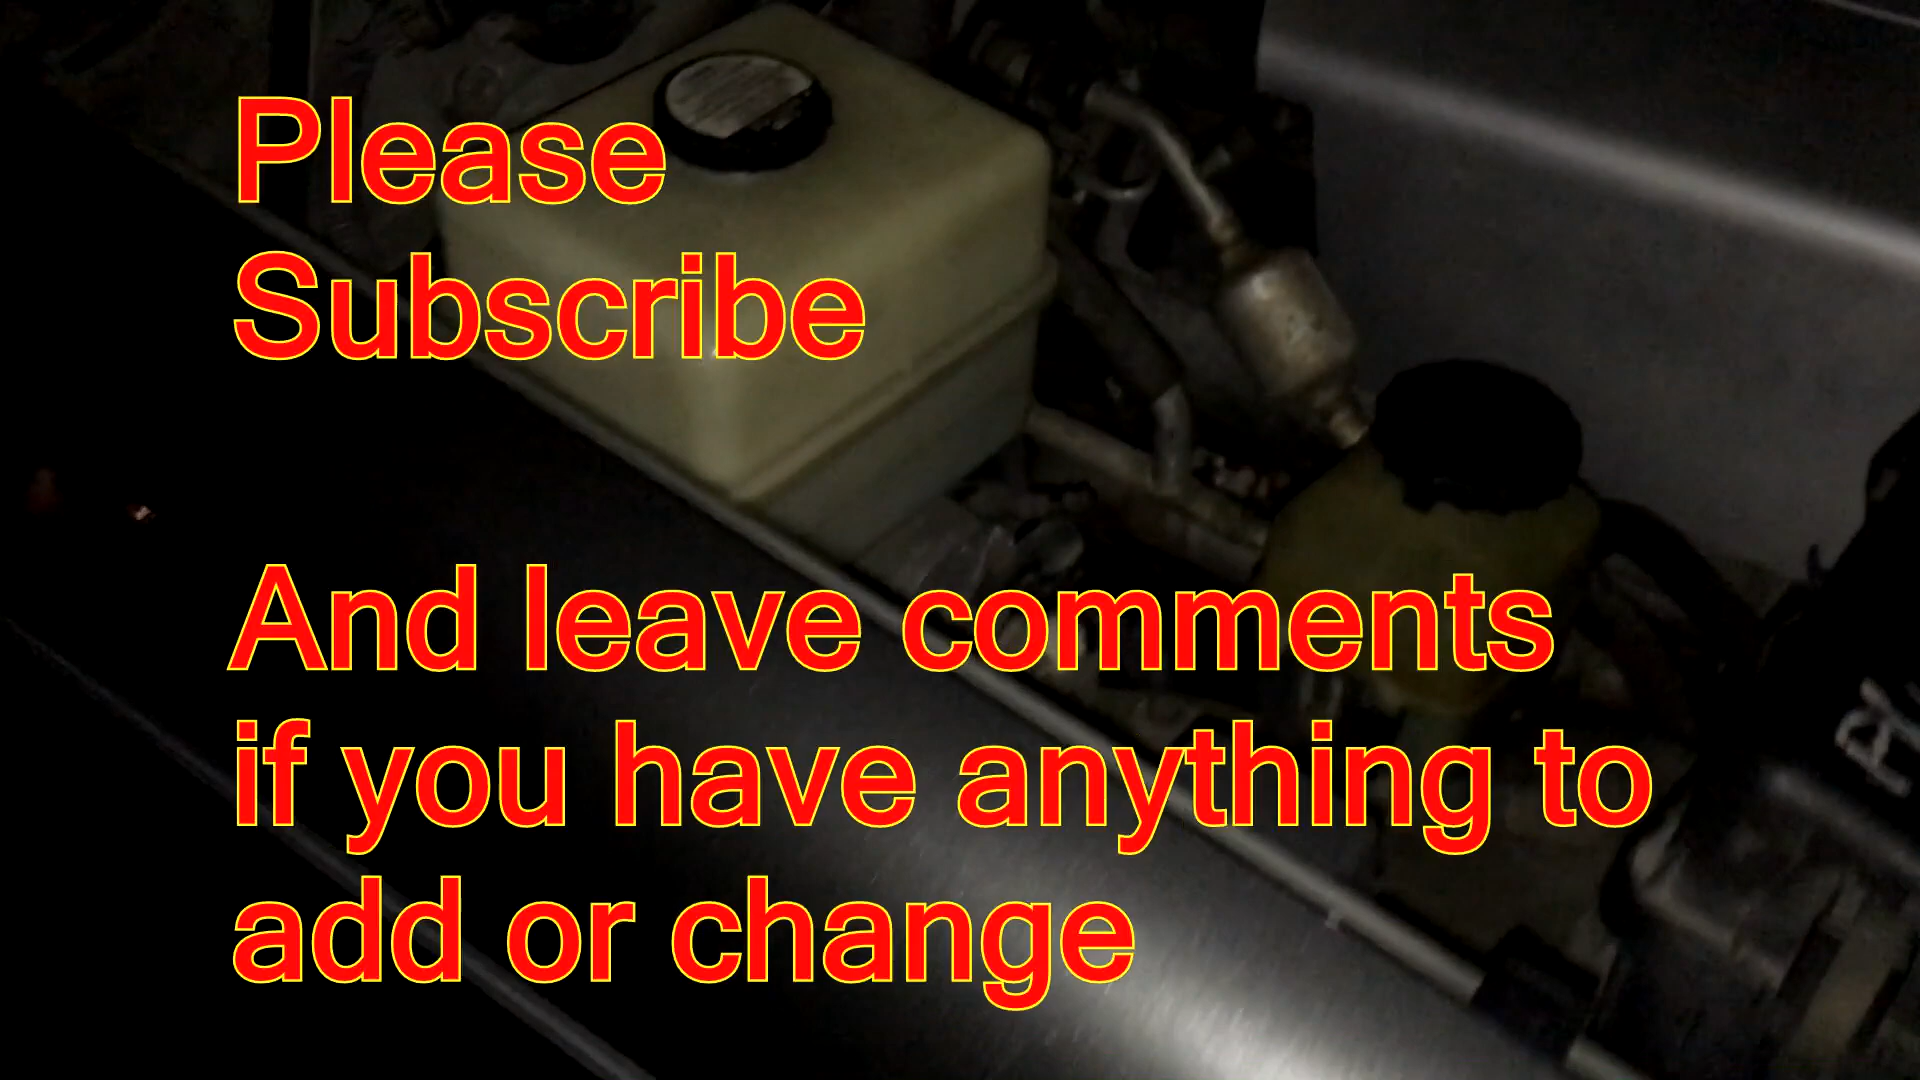 Please
Subscribe
And leave comments
if you have anything to
add or change